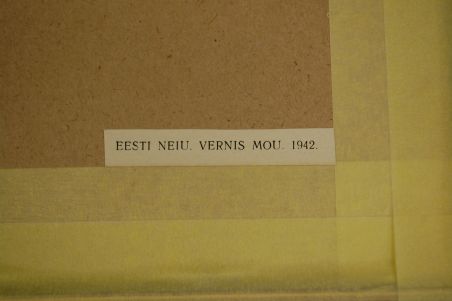 EESTI NEIU. VERNIS MOU. 1942.